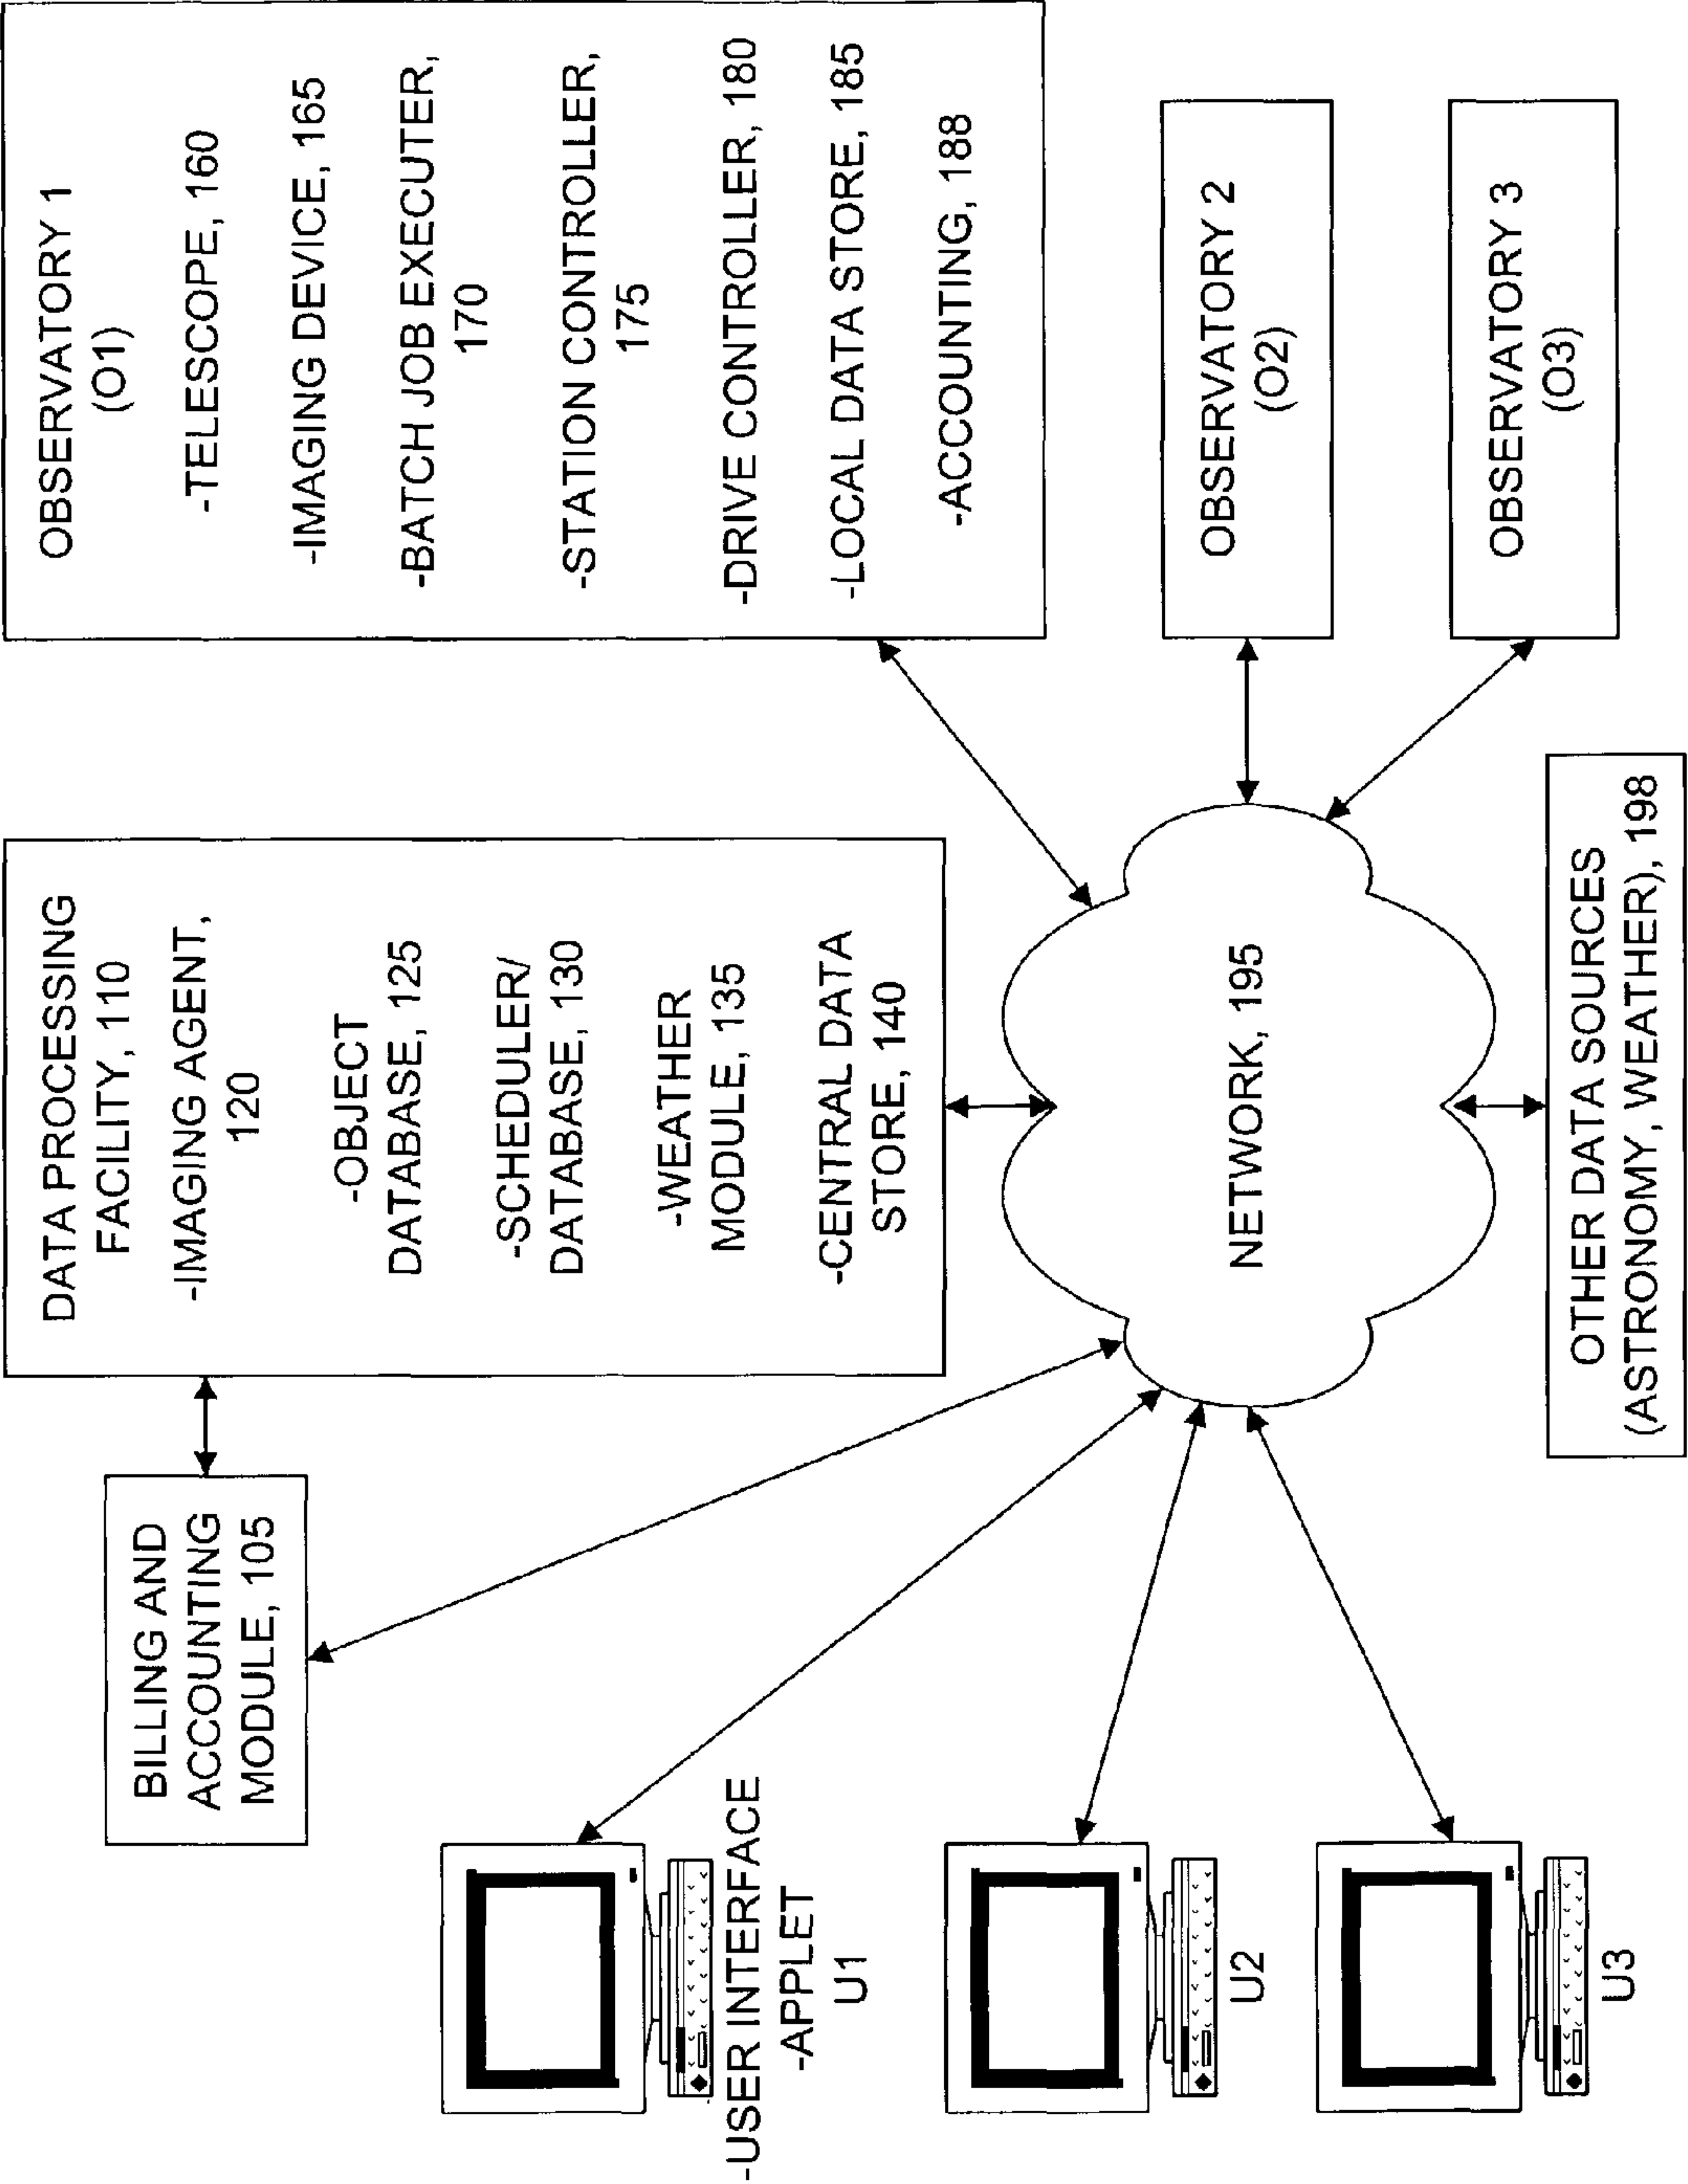 BILLING AND
ACCOUNTING
MODULE, 105
DATA PROCESSING
FACILITY, 110
-IMAGING AGENT,
120
-OBJECT
DATABASE, 125
-SCHEDULER/
DATABASE, 130
-WEATHER
MODULE, 135
-CENTRAL DATA
STORE, 140
OBSERVATORY 1
(O1)
-TELESCOPE, 160
-IMAGING DEVICE, 165
-BATCH JOB EXECUTER,
170
-STATION CONTROLLER,
175
-DRIVE CONTROLLER, 180
-LOCAL DATA STORE, 185
-ACCOUNTING, 188
-USER INTERFACE
-APPLET
U1
U2
U3
NETWORK, 195
OBSERVATORY 2
(O2)
OBSERVATORY 3
(O3)
OTHER DATA SOURCES
(ASTRONOMY, WEATHER), 198